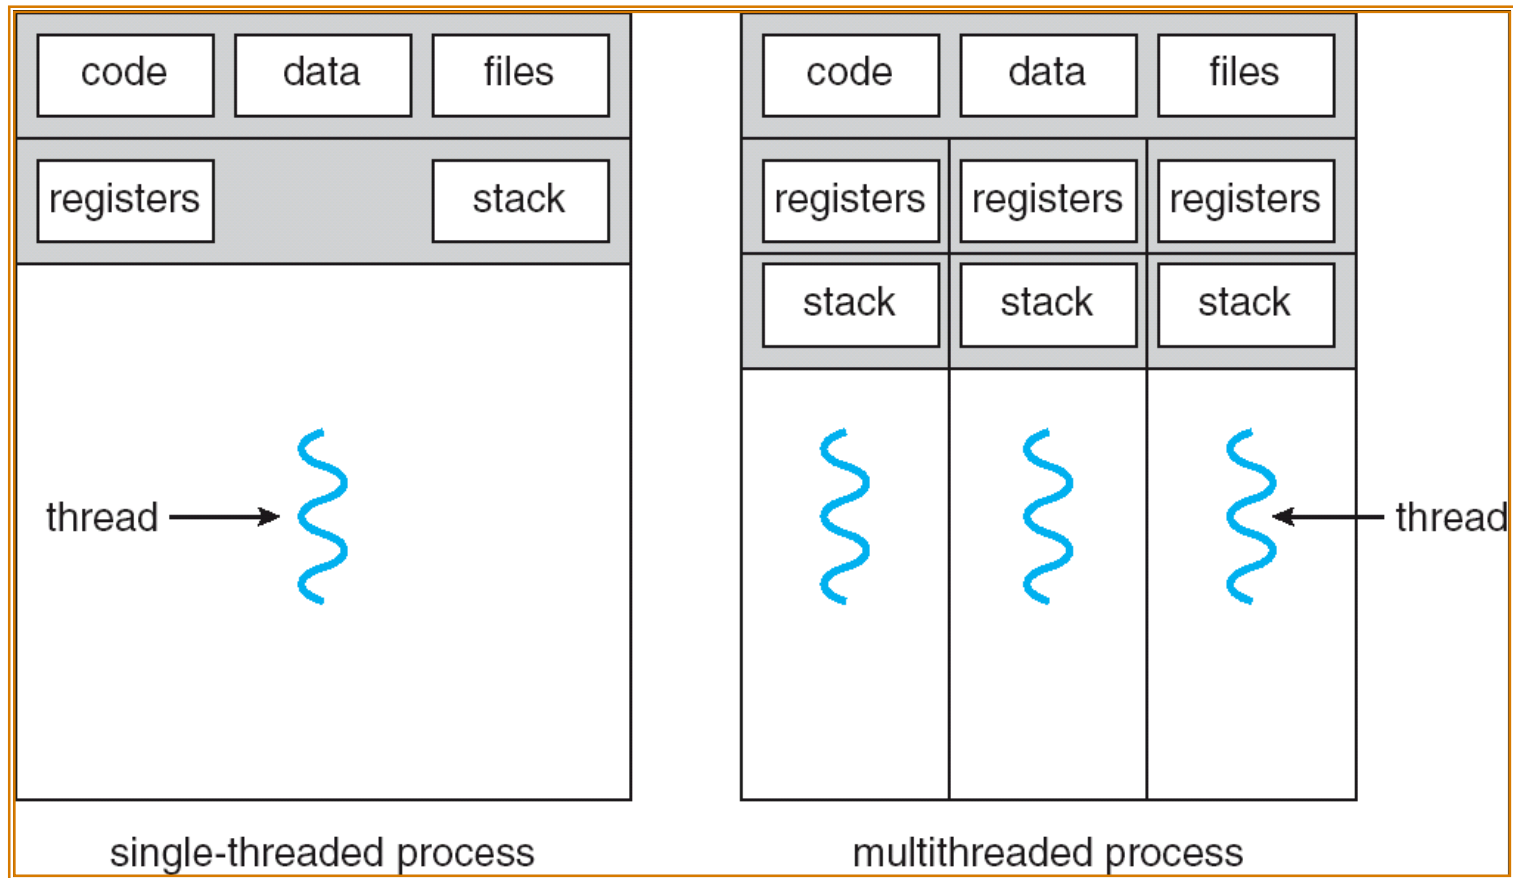 code data files
registers stack
thread
single-threaded process
code data files
registers registers registers
stack stack stack
thread
multithreaded process